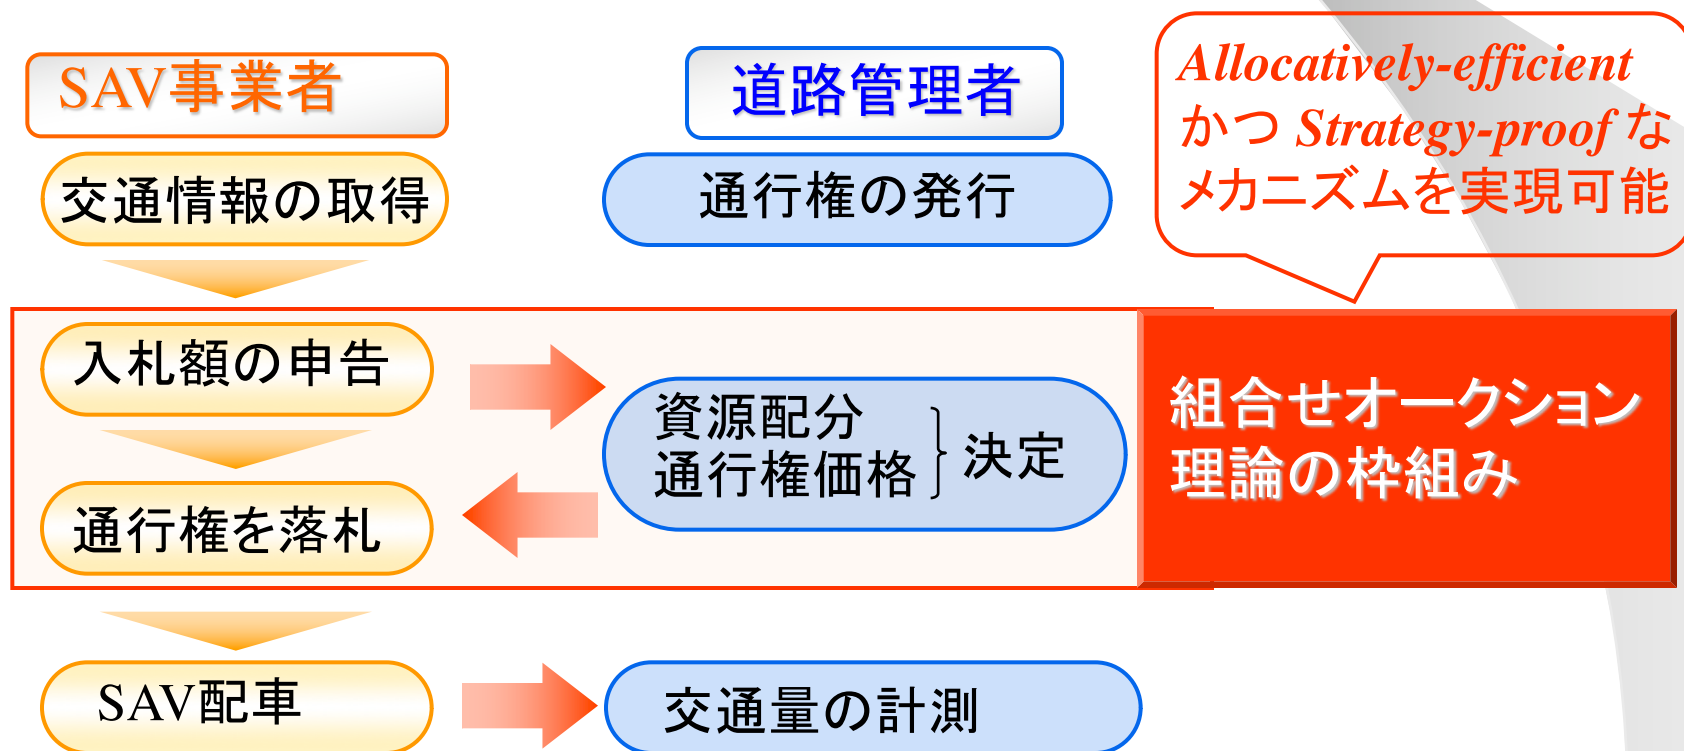 SAV事業者
道路管理者
Allocatively-efficient
かつ Strategy-proof な
メカニズムを実現可能
交通情報の取得
通行権の発行
入札額の申告
資源配分
通行権価格
決定
組合せオークション
理論の枠組み
通行権を落札
SAV配車
交通量の計測